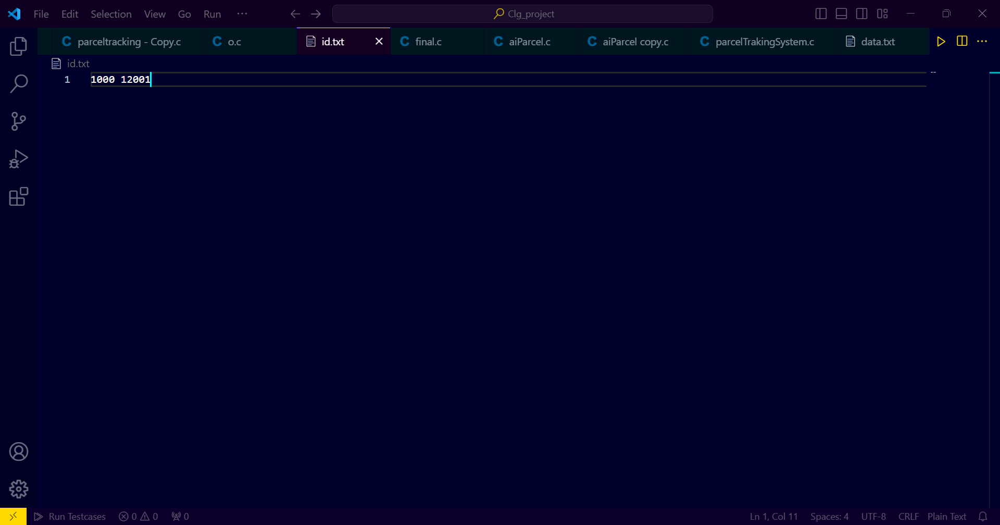 File Edit Selection View Go Run ··· Clg_project
parceltracking - Copy.c o.c id.txt final.c aiParcel.c aiParcel copy.c parcelTrakingSystem.c data.txt
id.txt
1 1000 12001
Run Testcases 0 0 0 Ln 1, Col 11 Spaces: 4 UTF-8 CRLF Plain Text